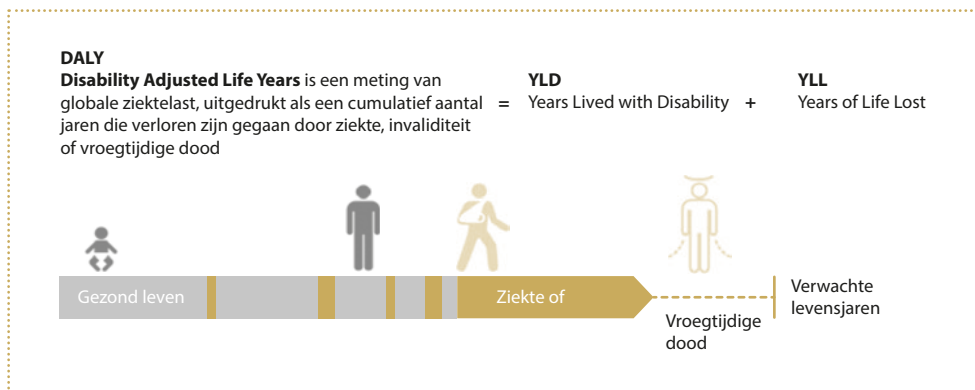 DALY
Disability Adjusted Life Years is een meting van
globale ziektelast, uitgedrukt als een cumulatief aantal
jaren die verloren zijn gegaan door ziekte, invaliditeit
of vroegtijdige dood
=
YLD
Years Lived with Disability
+
YLL
Years of Life Lost
Gezond leven
Ziekte of
Vroegtijdige
dood
Verwachte
levensjaren